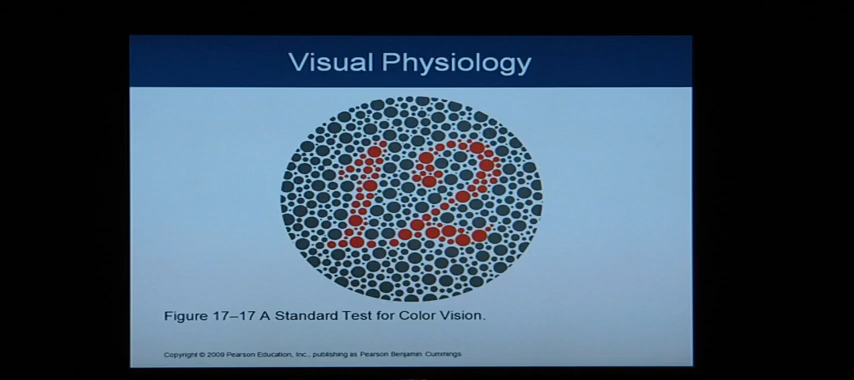 Visual Physiology
12
Figure 17–17 A Standard Test for Color Vision.
Copyright © 2009 Pearson Education, Inc., publishing as Pearson Benjamin Cummings